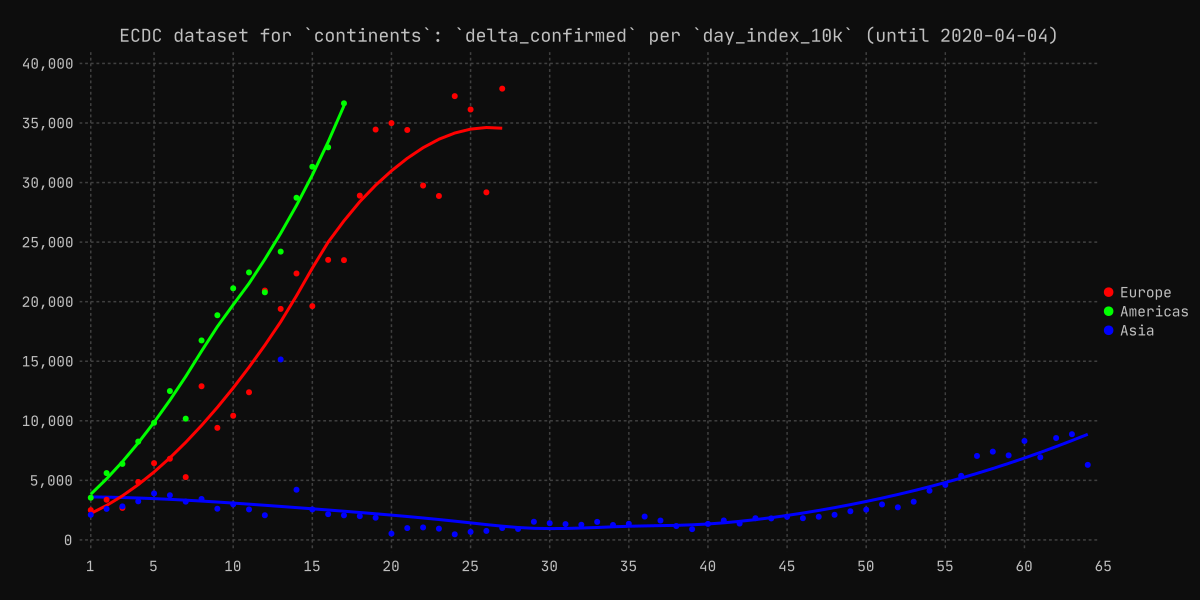 ECDC dataset for `continents`: `delta_confirmed` per `day_index_10k` (until 2020-04-04)
40,000
35,000
30,000
25,000
20,000
15,000
10,000
5,000
0
1 5 10 15 20 25 30 35 40 45 50 55 60 65
Europe
Americas
Asia